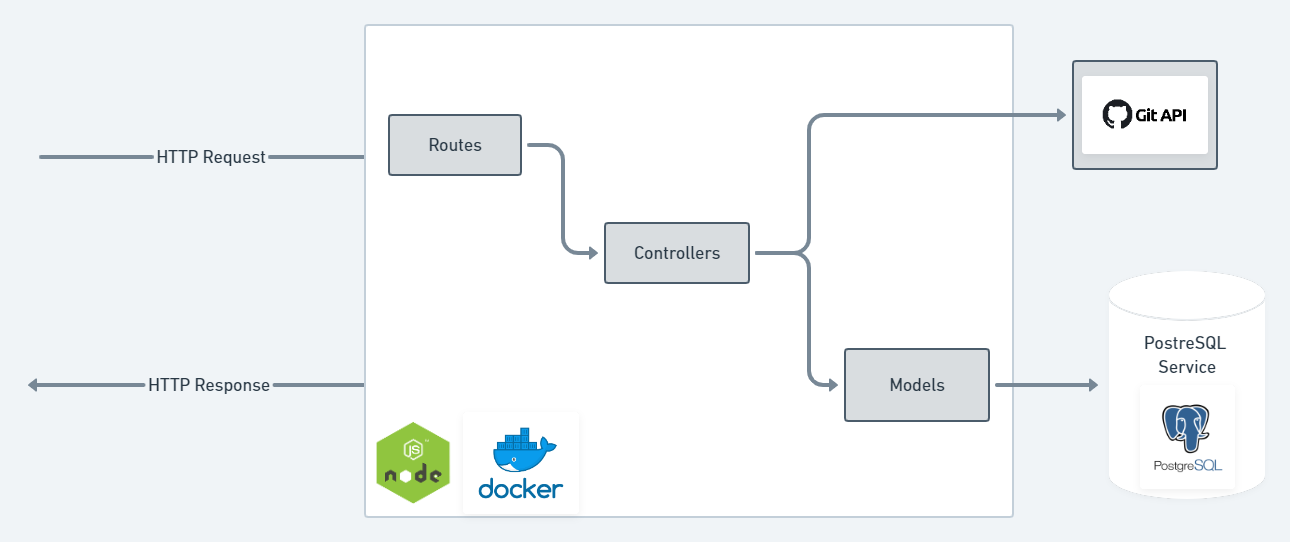 HTTP Request
Routes
Controllers
Git API
HTTP Response
Models
PostreSQL
Service
PostgreSQL
JS
node
docker